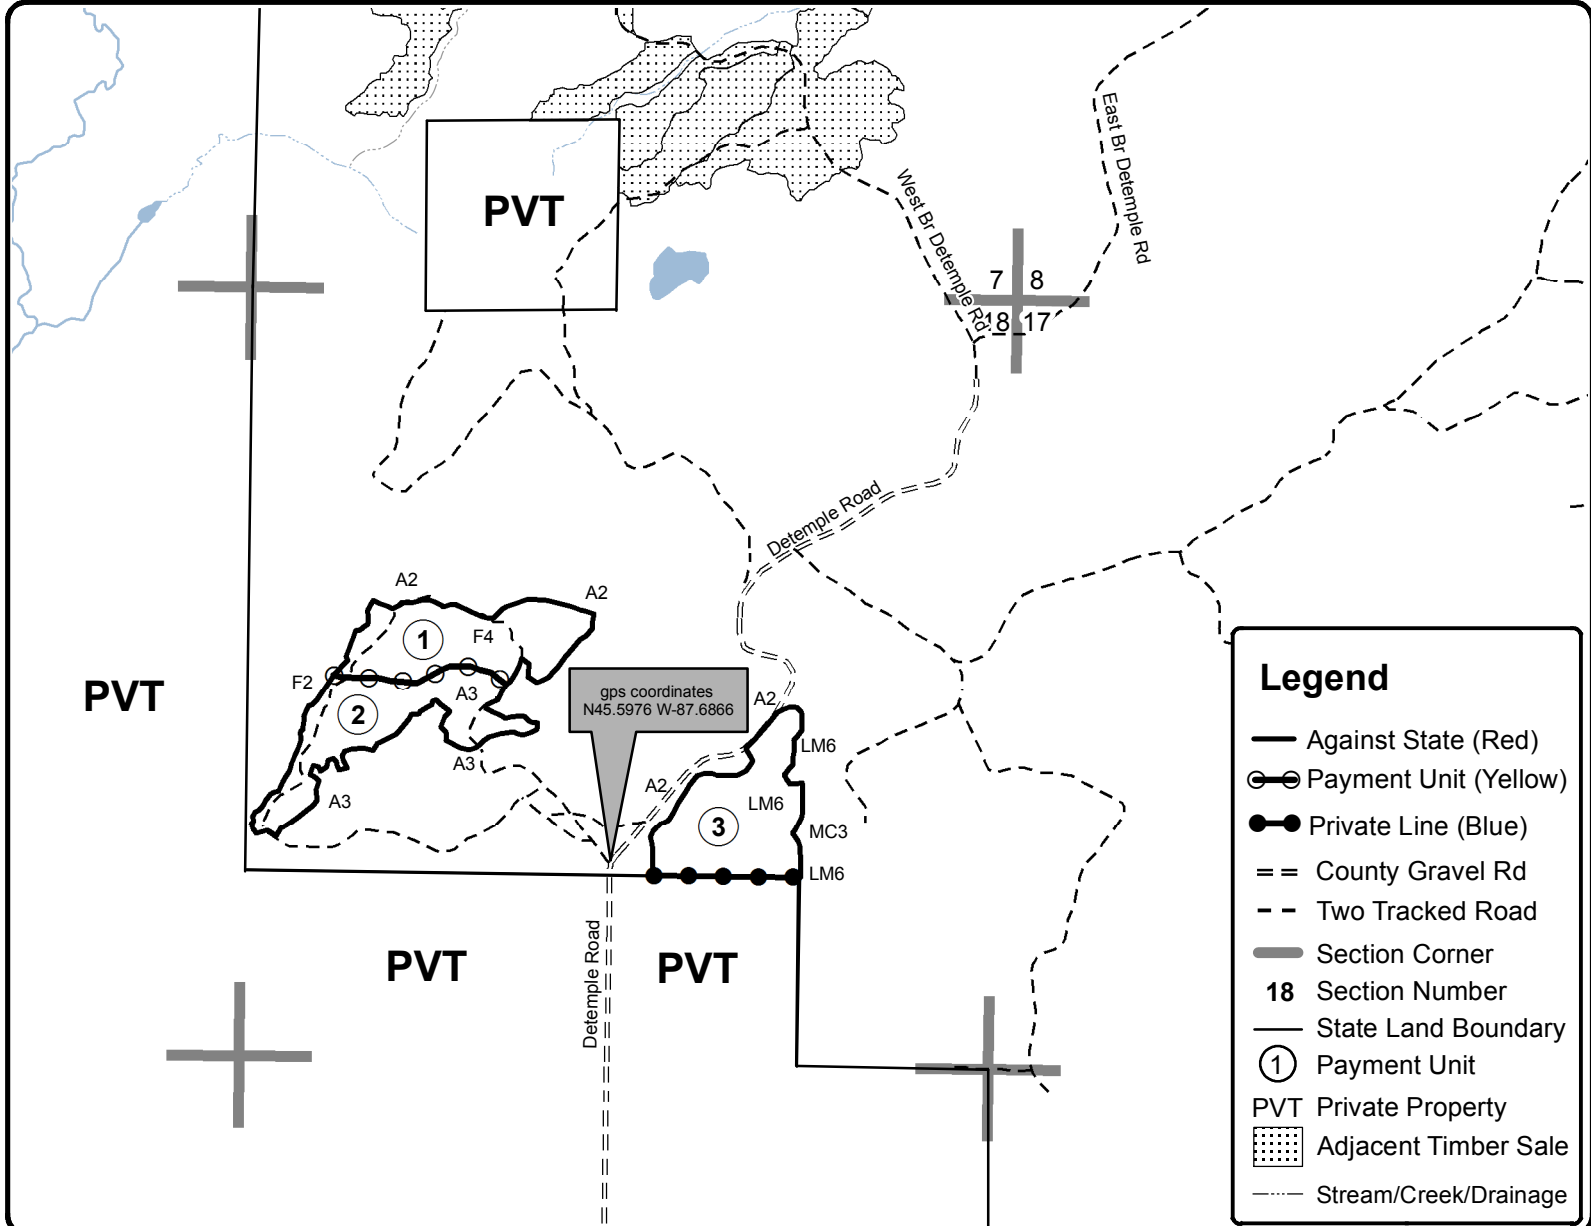 PVT
East Br Detemple Rd
West Br Detemple Rd
7 8
18 17
Detemple Road
A2
A2
1
F4
F2
A3
2
A3
A3
gps coordinates
N45.5976 W-87.6866
A2
LM6
A2
LM6
3
MC3
LM6
PVT
PVT
PVT
Detemple Road
Legend
Against State (Red)
Payment Unit (Yellow)
Private Line (Blue)
County Gravel Rd
Two Tracked Road
Section Corner
18 Section Number
State Land Boundary
1 Payment Unit
PVT Private Property
Adjacent Timber Sale
Stream/Creek/Drainage